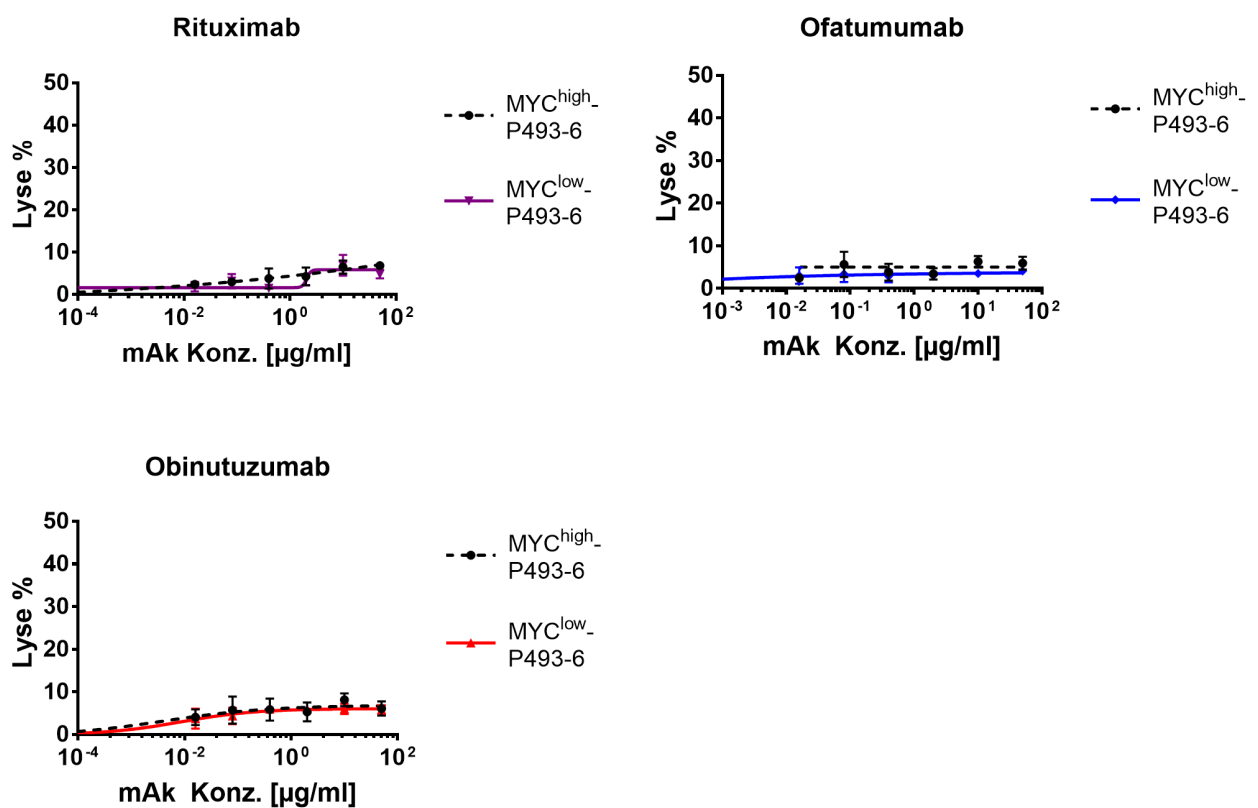 Rituximab
50
40
30
20
10
0
Lyse %
10⁻⁴ 10⁻² 10⁰ 10²
mAk Konz. [µg/ml]
MYCʰⁱᵍʰ-
P493-6
MYCˡᵒʷ-
P493-6
Ofatumumab
50
40
30
20
10
0
Lyse %
10⁻³ 10⁻² 10⁻¹ 10⁰ 10¹ 10²
mAk Konz. [µg/ml]
MYCʰⁱᵍʰ-
P493-6
MYCˡᵒʷ-
P493-6
Obinutuzumab
50
40
30
20
10
0
Lyse %
10⁻⁴ 10⁻² 10⁰ 10²
mAk Konz. [µg/ml]
MYCʰⁱᵍʰ-
P493-6
MYCˡᵒʷ-
P493-6